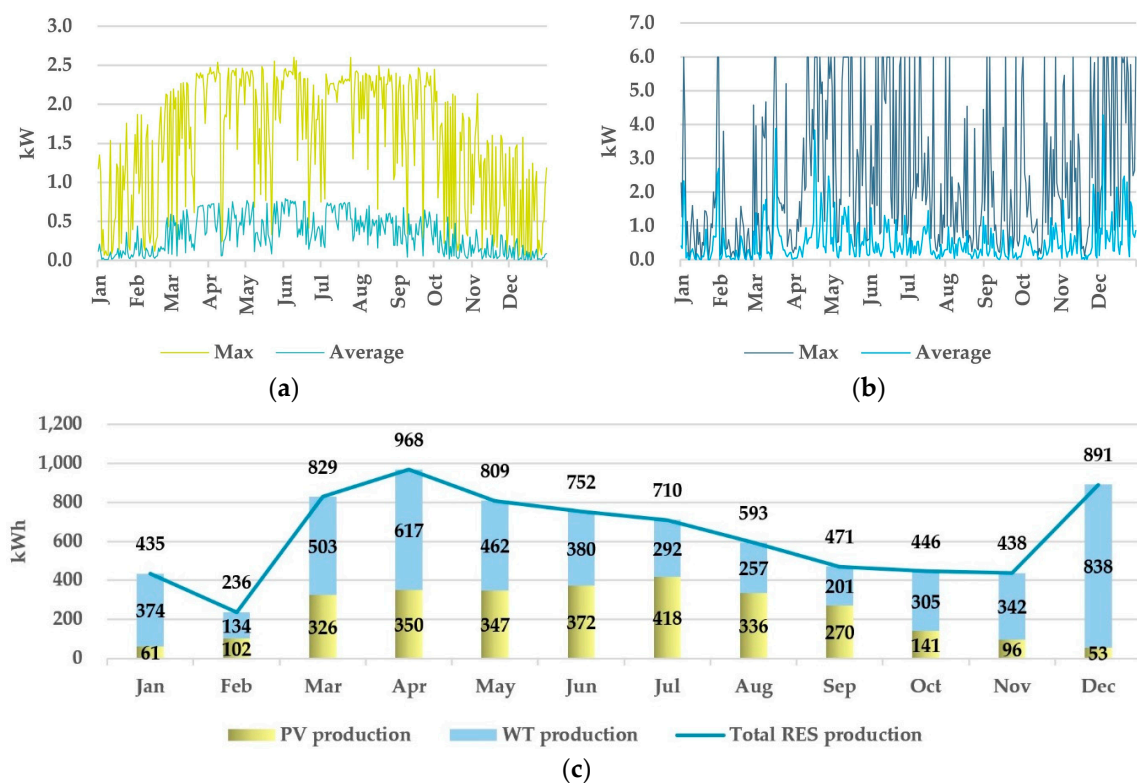 3.0
2.5
2.0
1.5
1.0
0.5
0.0
kW
Jan Feb Mar Apr May Jun Jul Aug Sep Oct Nov Dec
Max Average
(a)
7.0
6.0
5.0
4.0
3.0
2.0
1.0
0.0
kW
Jan Feb Mar Apr May Jun Jul Aug Sep Oct Nov Dec
Max Average
(b)
1,200
1,000
800
600
400
200
0
kWh
435 236 829 968 809 752 710 593 471 446 438 891
374 134 503 617 462 380 292 257 201 305 342 838
61 102 326 350 347 372 418 336 270 141 96 53
Jan Feb Mar Apr May Jun Jul Aug Sep Oct Nov Dec
PV production WT production Total RES production
(c)